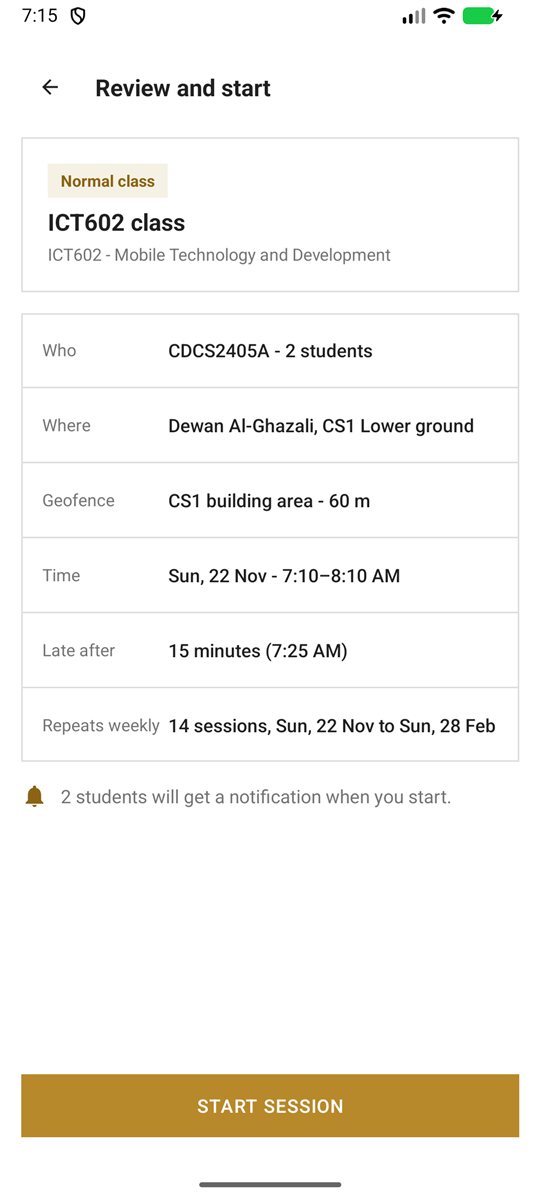 7:15
Review and start
Normal class
ICT602 class
ICT602 - Mobile Technology and Development
Who CDCS2405A - 2 students
Where Dewan Al-Ghazali, CS1 Lower ground
Geofence CS1 building area - 60 m
Time Sun, 22 Nov - 7:10–8:10 AM
Late after 15 minutes (7:25 AM)
Repeats weekly 14 sessions, Sun, 22 Nov to Sun, 28 Feb
2 students will get a notification when you start.
START SESSION